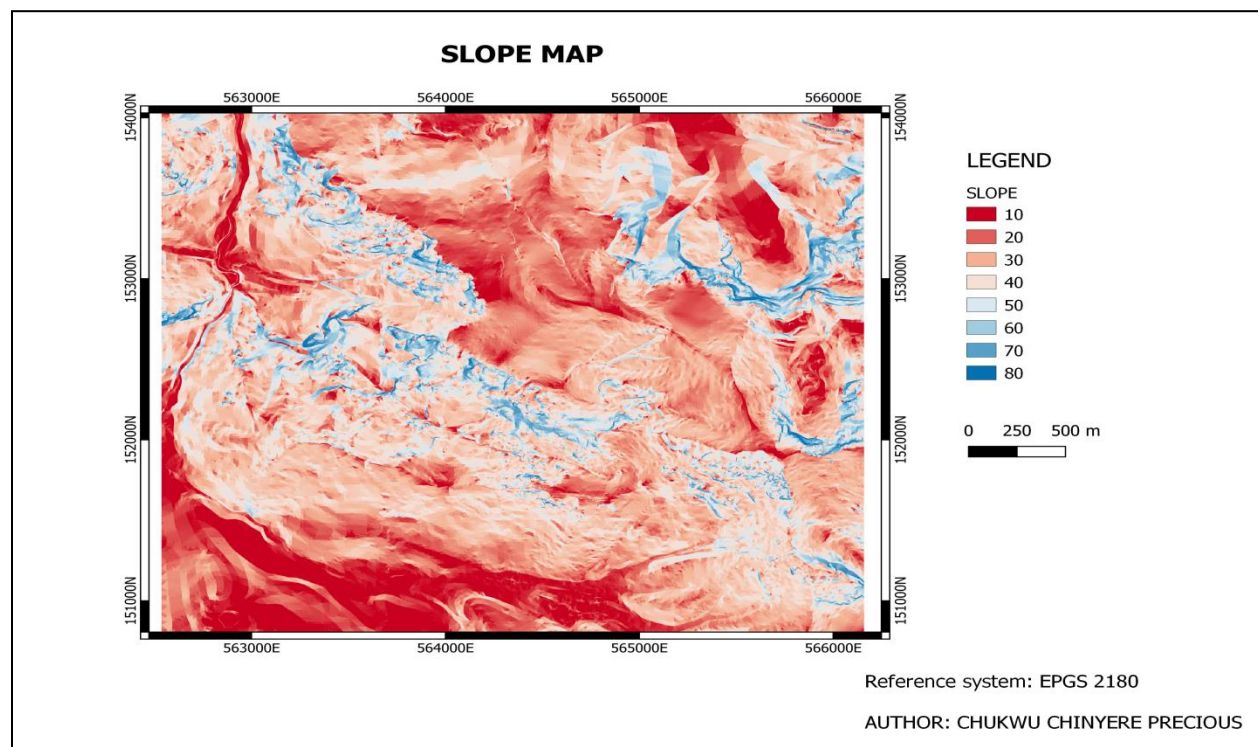 SLOPE MAP
563000E 564000E 565000E 566000E
154000N 154000N
153000N 153000N
152000N 152000N
151000N 151000N
563000E 564000E 565000E 566000E
LEGEND
SLOPE
10
20
30
40
50
60
70
80
0 250 500 m
Reference system: EPGS 2180
AUTHOR: CHUKWU CHINYERE PRECIOUS